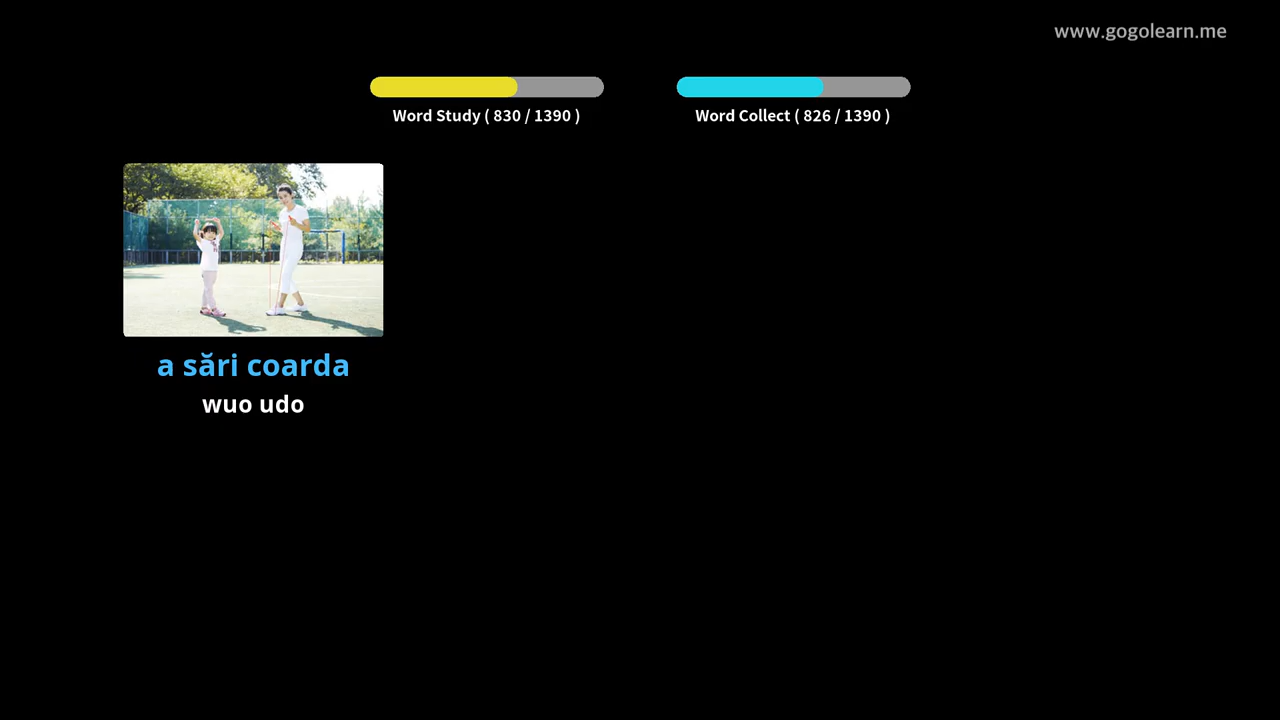 www.gogolearn.me
Word Study ( 830 / 1390 )
Word Collect ( 826 / 1390 )
a sări coarda
wuo udo